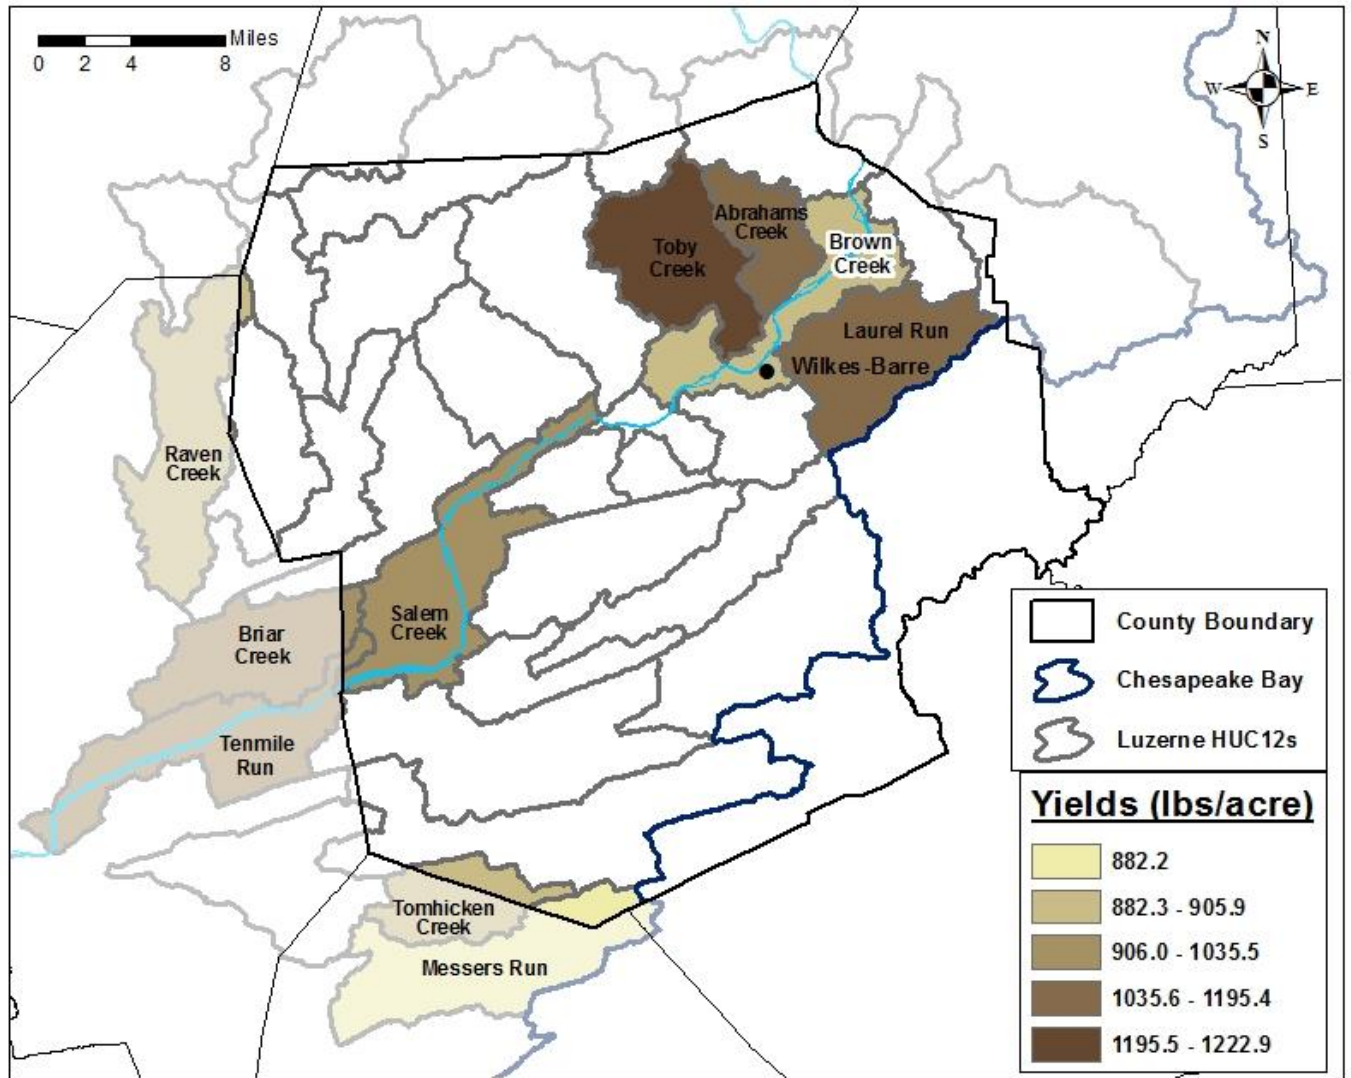 Miles
0 2 4 8
N
W E
S
Abrahams
Creek
Toby
Creek
Brown
Creek
Laurel Run
Wilkes-Barre
Raven
Creek
Salem
Creek
Briar
Creek
Tenmile
Run
Tomhicken
Creek
Messers Run
County Boundary
Chesapeake Bay
Luzerne HUC12s
Yields (lbs/acre)
882.2
882.3 - 905.9
906.0 - 1035.5
1035.6 - 1195.4
1195.5 - 1222.9